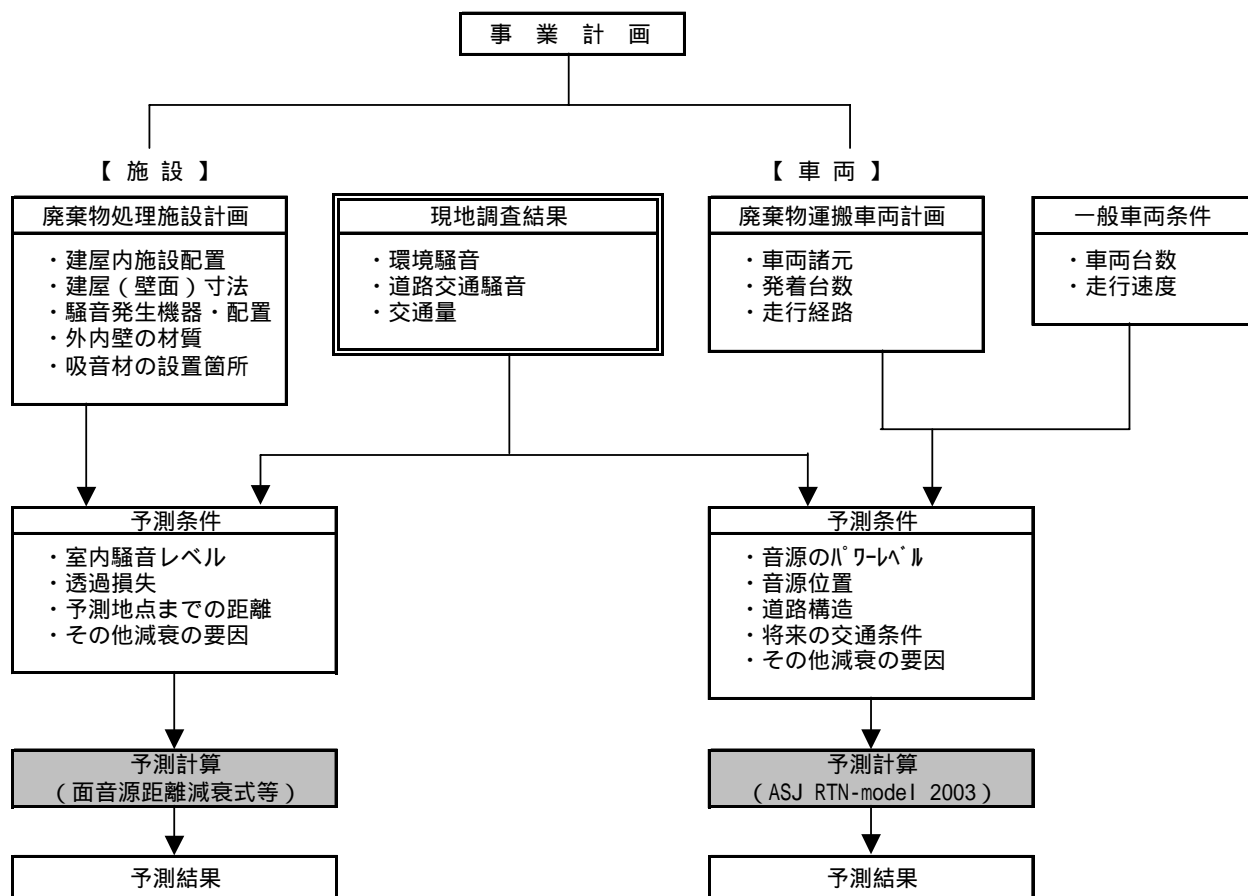 事 業 計 画
【 施 設 】
【 車 両 】
廃棄物処理施設計画
・建屋内施設配置
・建屋(壁面)寸法
・騒音発生機器・配置
・外内壁の材質
・吸音材の設置箇所
現地調査結果
・環境騒音
・道路交通騒音
・交通量
廃棄物運搬車両計画
・車両諸元
・発着台数
・走行経路
一般車両条件
・車両台数
・走行速度
予測条件
・室内騒音レベル
・透過損失
・予測地点までの距離
・その他減衰の要因
予測条件
・音源のパワーレベル
・音源位置
・道路構造
・将来の交通条件
・その他減衰の要因
予測計算
(面音源距離減衰式等)
予測計算
(ASJ RTN-model 2003)
予測結果
予測結果